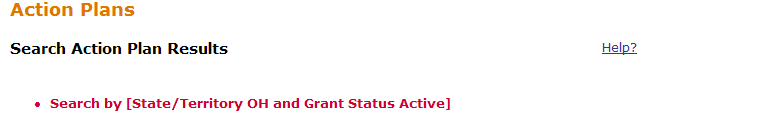 Action Plans
Search Action Plan Results
Help?
Search by [State/Territory OH and Grant Status Active]